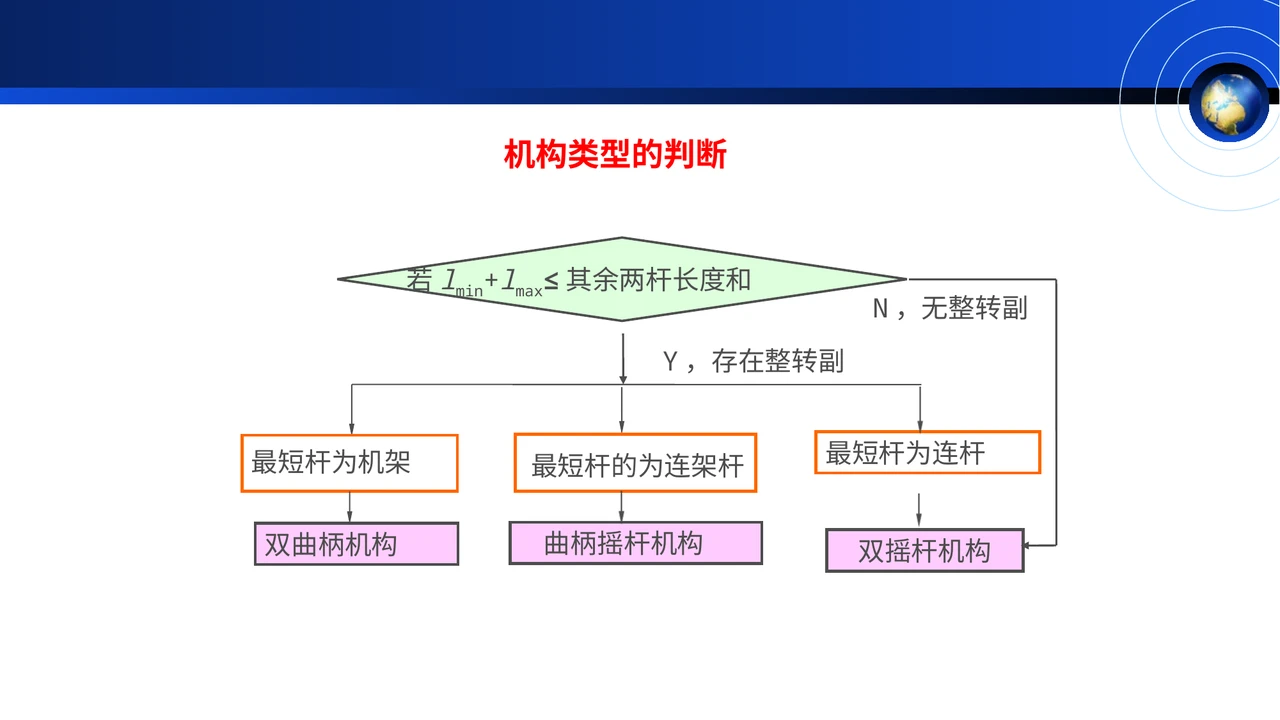 机构类型的判断
若 lmin+lmax≤ 其余两杆长度和
N ，无整转副
Y ，存在整转副
最短杆为机架
最短杆的为连架杆
最短杆为连杆
双曲柄机构
曲柄摇杆机构
双摇杆机构